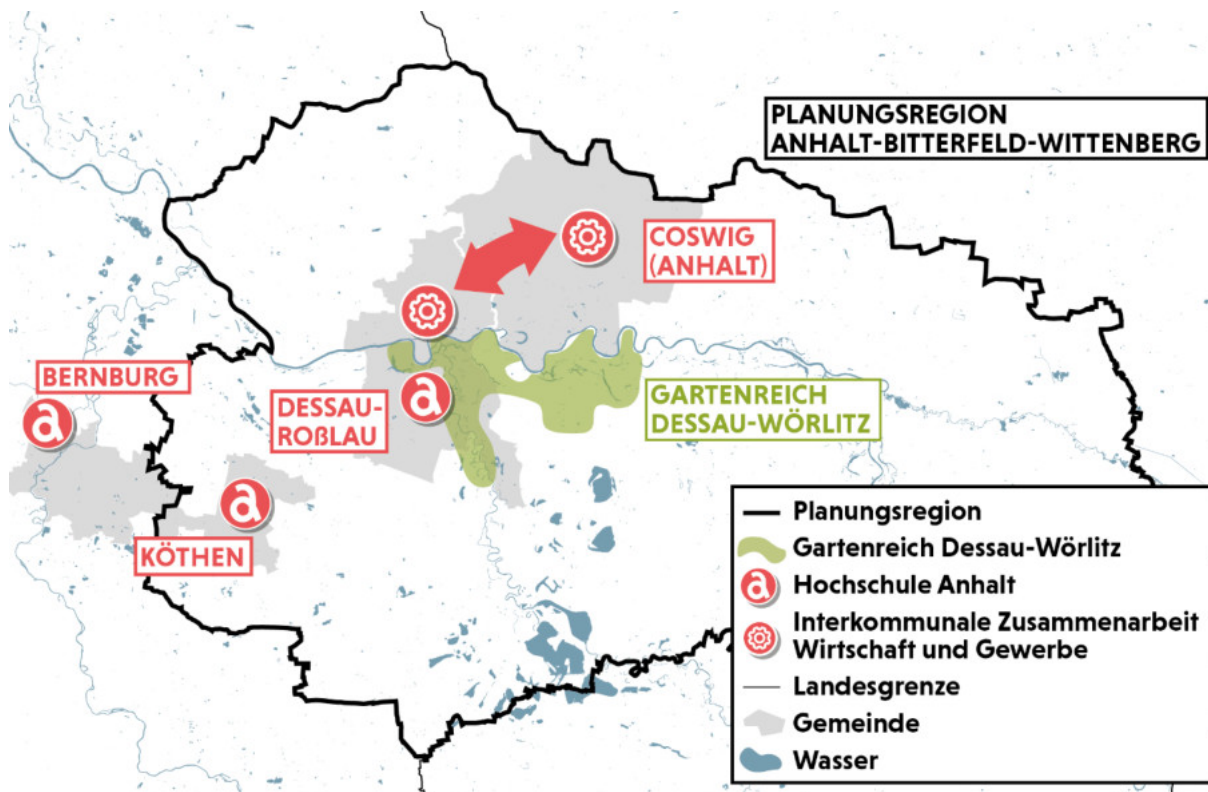 PLANUNGSREGION
ANHALT-BITTERFELD-WITTENBERG
COSWIG
(ANHALT)
BERNBURG
a
DESSAU-
ROßLAU
a
GARTENREICH
DESSAU-WÖRLITZ
a
KÖTHEN
Planungsregion
Gartenreich Dessau-Wörlitz
a Hochschule Anhalt
Interkommunale Zusammenarbeit
Wirtschaft und Gewerbe
Landesgrenze
Gemeinde
Wasser